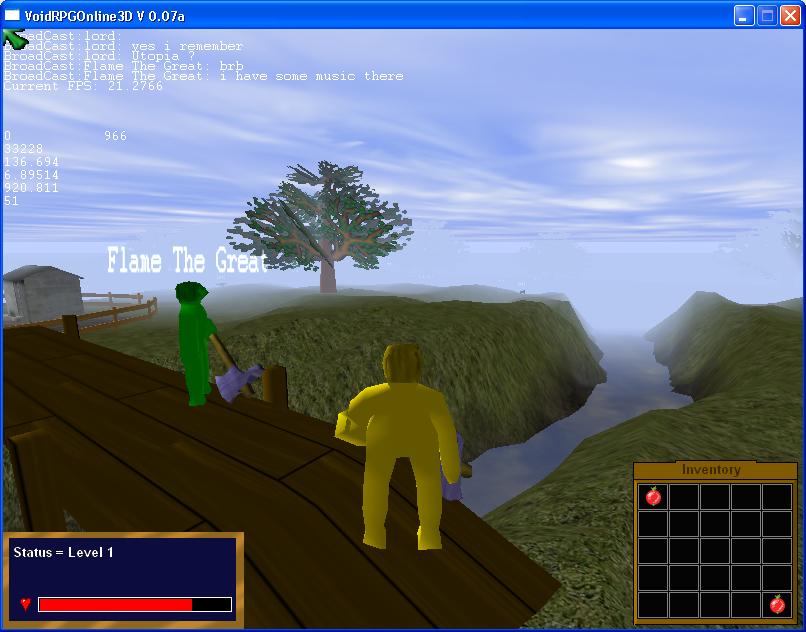 VoidRPGOnline3D V 0.07a
BroadCast:lord:
BroadCast:lord: yes i remember
BroadCast:lord: Utopia ?
BroadCast:Flame The Great: brb
BroadCast:Flame The Great: i have some music there
Current FPS: 21.2766
0 966
33228
136.694
6.89514
920.811
51
Flame The Great
Inventory
Status = Level 1